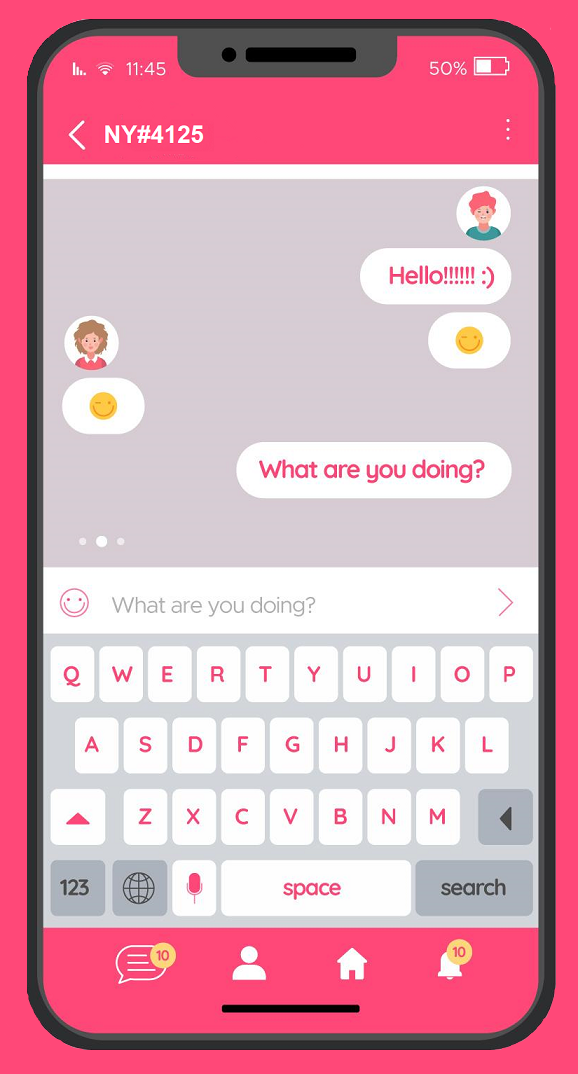 11:45
50%
NY#4125
Hello!!!!!! :)
What are you doing?
What are you doing?
Q W E R T Y U I O P
A S D F G H J K L
Z X C V B N M
123 space search
10 10